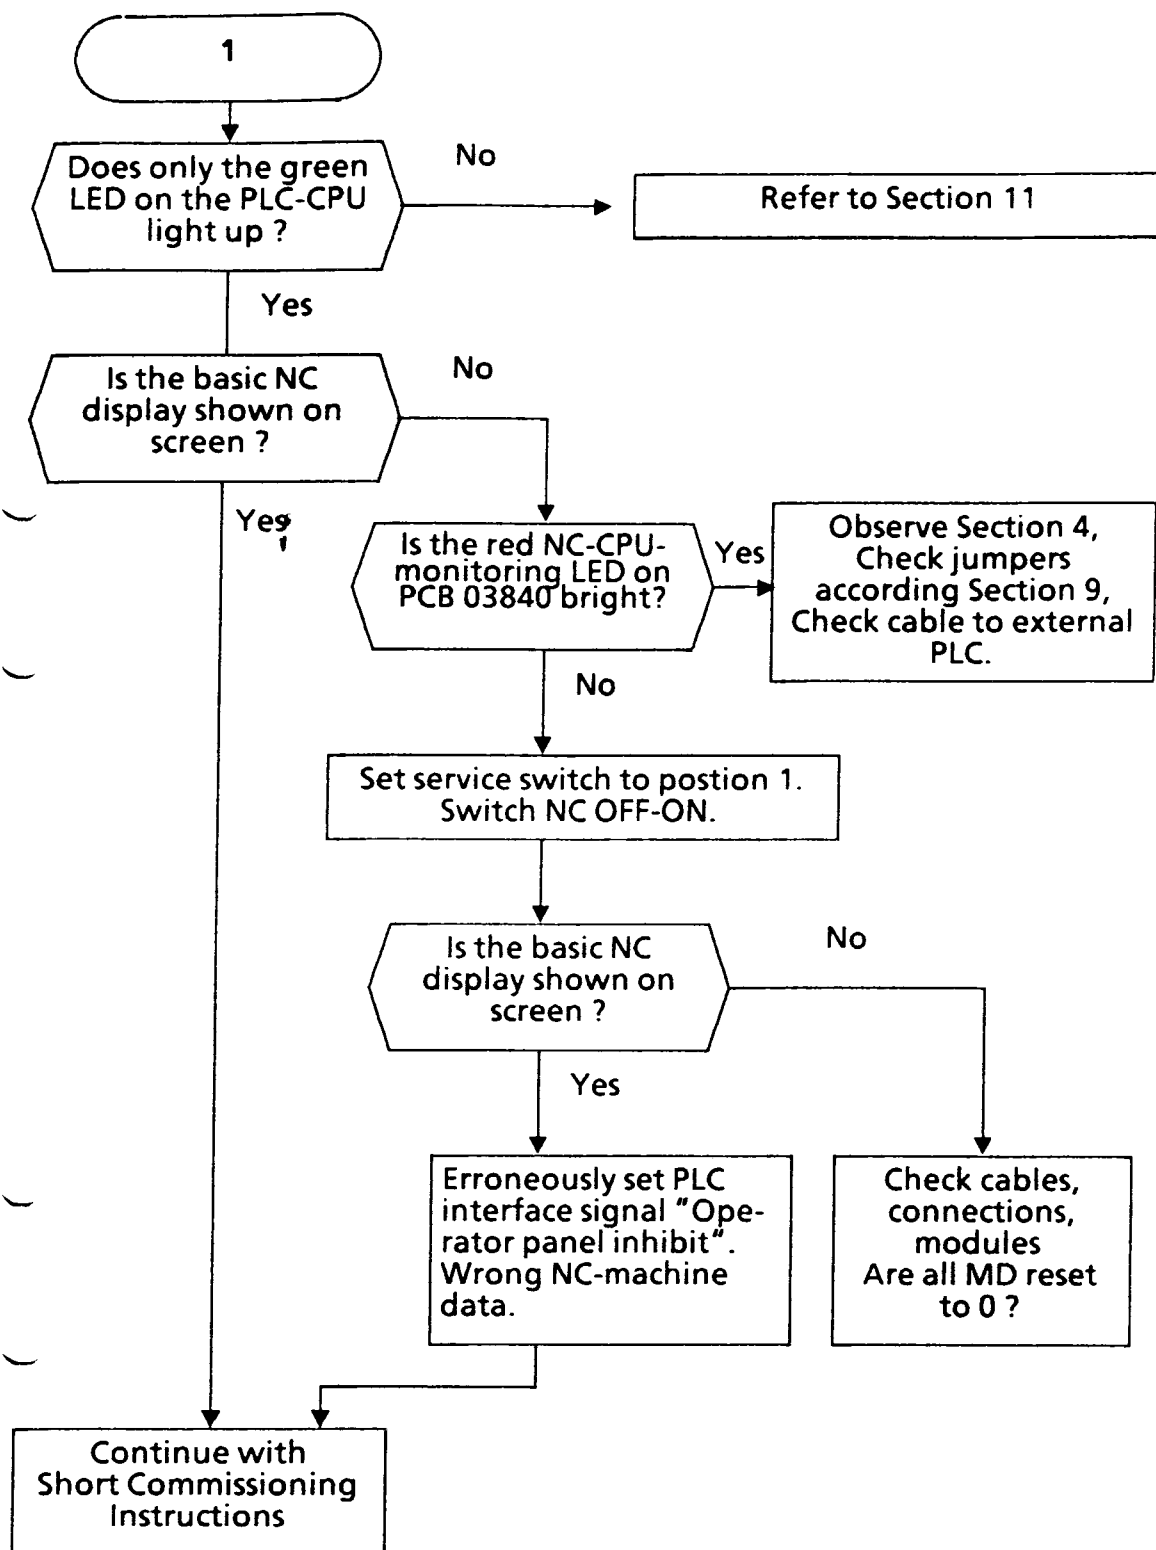 1
Does only the green
LED on the PLC-CPU
light up ?
No
Refer to Section 11
Yes
Is the basic NC
display shown on
screen ?
No
Yes
Is the red NC-CPU-
monitoring LED on
PCB 03840 bright?
Yes
Observe Section 4,
Check jumpers
according Section 9,
Check cable to external
PLC.
No
Set service switch to postion 1.
Switch NC OFF-ON.
Is the basic NC
display shown on
screen ?
No
Yes
Erroneously set PLC
interface signal "Ope-
rator panel inhibit".
Wrong NC-machine
data.
Check cables,
connections,
modules
Are all MD reset
to 0 ?
Continue with
Short Commissioning
Instructions